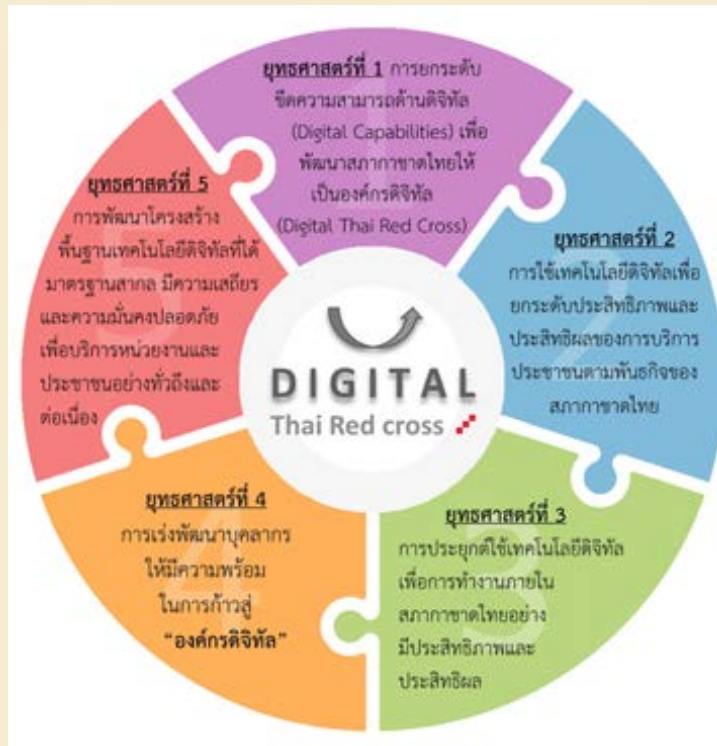 ยุทธศาสตร์ที่ 1 การยกระดับ
ขีดความสามารถด้านดิจิทัล
(Digital Capabilities) เพื่อ
พัฒนาสภากาชาดไทยให้
เป็นองค์กรดิจิทัล
(Digital Thai Red Cross)
1
ยุทธศาสตร์ที่ 2
การใช้เทคโนโลยีดิจิทัลเพื่อ
ยกระดับประสิทธิภาพและ
ประสิทธิผลของการบริการ
ประชาชนตามพันธกิจของ
สภากาชาดไทย
2
ยุทธศาสตร์ที่ 3
การประยุกต์ใช้เทคโนโลยีดิจิทัล
เพื่อการทำงานภายใน
สภากาชาดไทยอย่าง
มีประสิทธิภาพและ
ประสิทธิผล
3
ยุทธศาสตร์ที่ 4
การเร่งพัฒนาบุคลากร
ให้มีความพร้อม
ในการก้าวสู่
“องค์กรดิจิทัล”
4
ยุทธศาสตร์ที่ 5
การพัฒนาโครงสร้าง
พื้นฐานเทคโนโลยีดิจิทัลที่ได้
มาตรฐานสากล มีความเสถียร
และความมั่นคงปลอดภัย
เพื่อบริการหน่วยงานและ
ประชาชนอย่างทั่วถึงและ
ต่อเนื่อง
5
DIGITAL
Thai Red cross